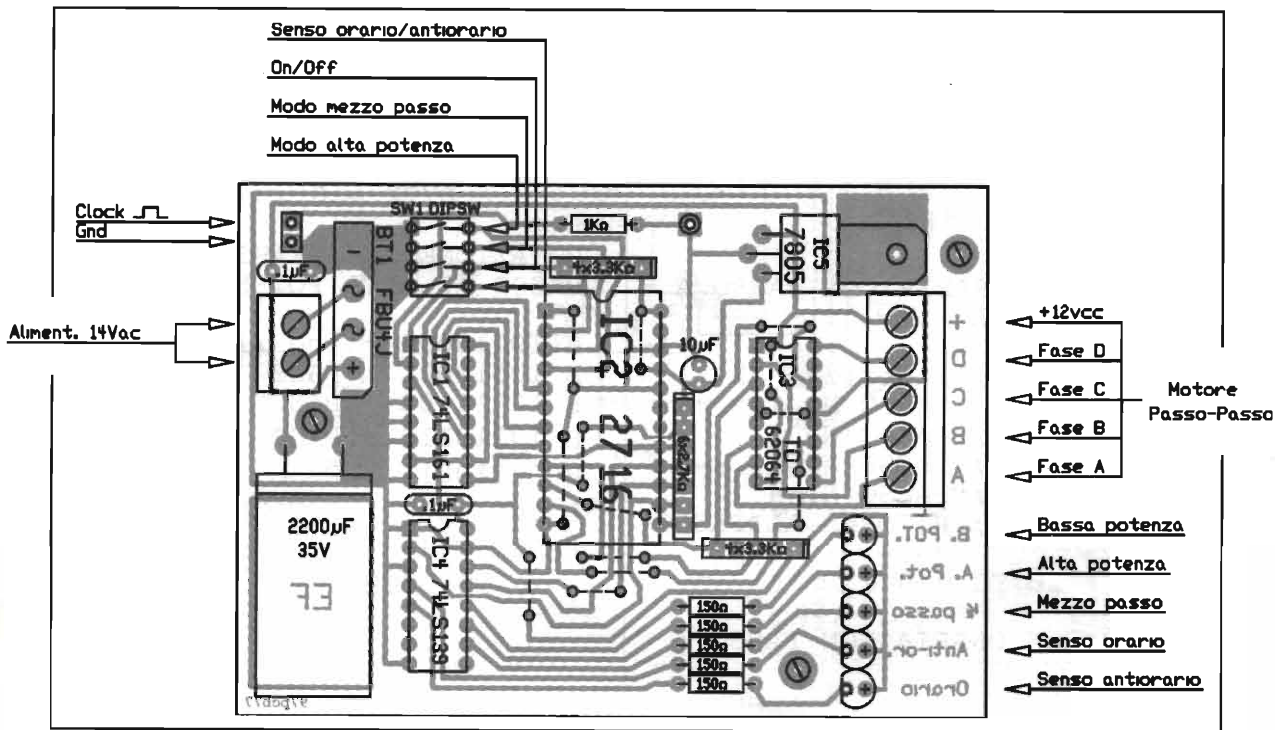 Senso orario/antiorario
On/Off
Modo mezzo passo
Modo alta potenza
Clock
Gnd
Aliment. 14Vac
SW1 DIPSW
1KΩ
4x3.3KΩ
BT1 FBU4J
-
+
.1µF
IC5
7805
IC2
2716
10µF
IC3
TD
62064
IC1 74LS161
6x2.7KΩ
.1µF
IC4 74LS139
2200µF
35V
EF
4x3.3KΩ
150Ω
150Ω
150Ω
150Ω
150Ω
+
D
C
B
A
B. POT.
A. Pot.
½ passo
Anti-or.
Orario
+12vcc
Fase D
Fase C
Fase B
Fase A
Motore
Passo-Passo
Bassa potenza
Alta potenza
Mezzo passo
Senso orario
Senso antiorario